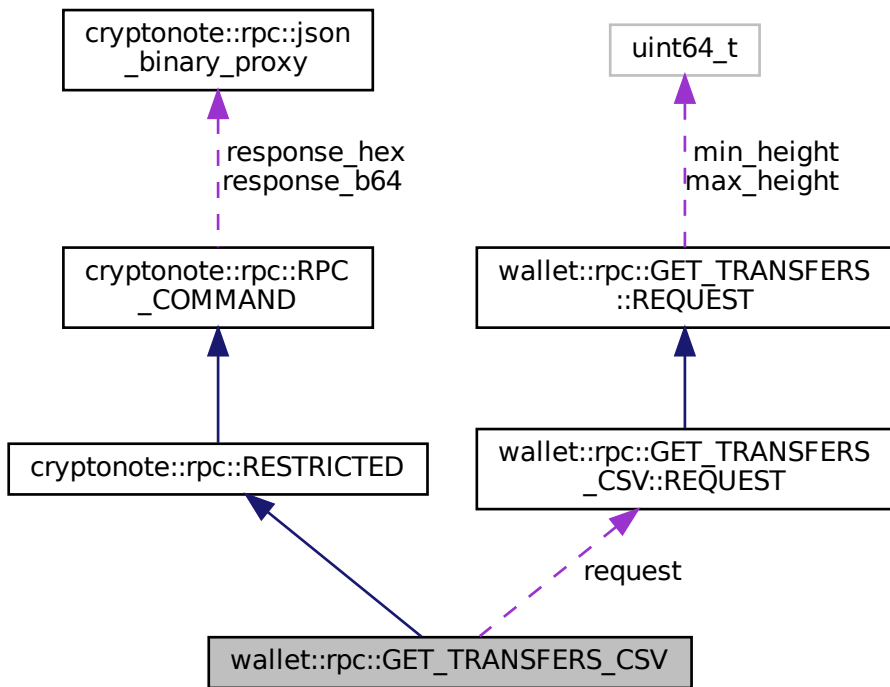 cryptonote::rpc::json
_binary_proxy
uint64_t
response_hex
response_b64
min_height
max_height
cryptonote::rpc::RPC
_COMMAND
wallet::rpc::GET_TRANSFERS
::REQUEST
cryptonote::rpc::RESTRICTED
wallet::rpc::GET_TRANSFERS
_CSV::REQUEST
request
wallet::rpc::GET_TRANSFERS_CSV